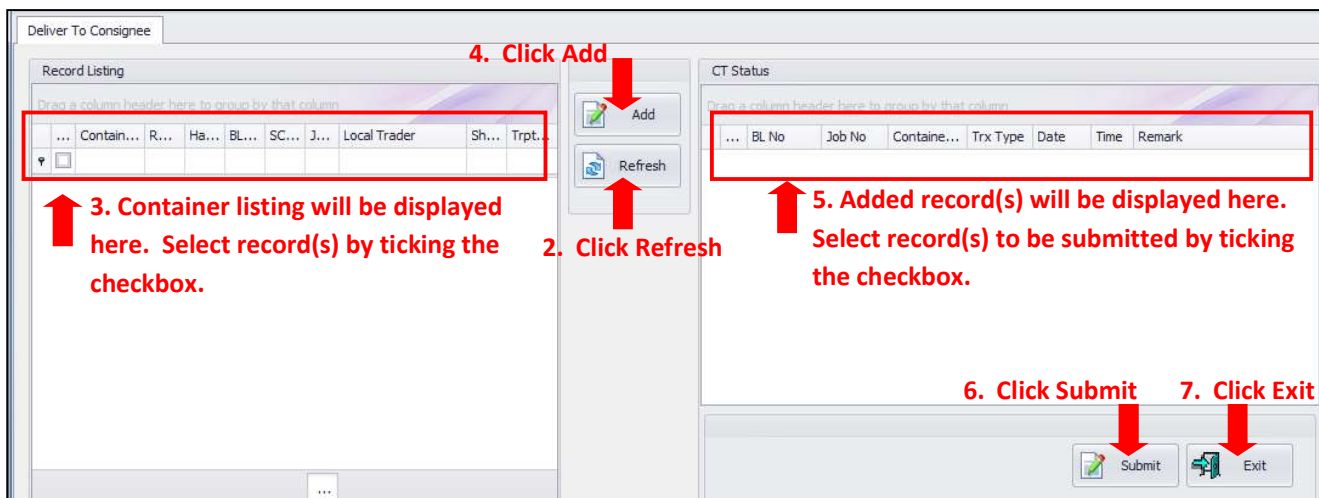 Deliver To Consignee
4. Click Add
Record Listing
CT Status
Drag a column header here to group by that column
Drag a column header here to group by that column
Add
... Contain... R... Ha... BL... SC... J... Local Trader Sh... Trpt...
... BL No Job No Containe... Trx Type Date Time Remark
Refresh
3. Container listing will be displayed
here. Select record(s) by ticking the
checkbox.
2. Click Refresh
5. Added record(s) will be displayed here.
Select record(s) to be submitted by ticking
the checkbox.
6. Click Submit 7. Click Exit
Submit Exit
...